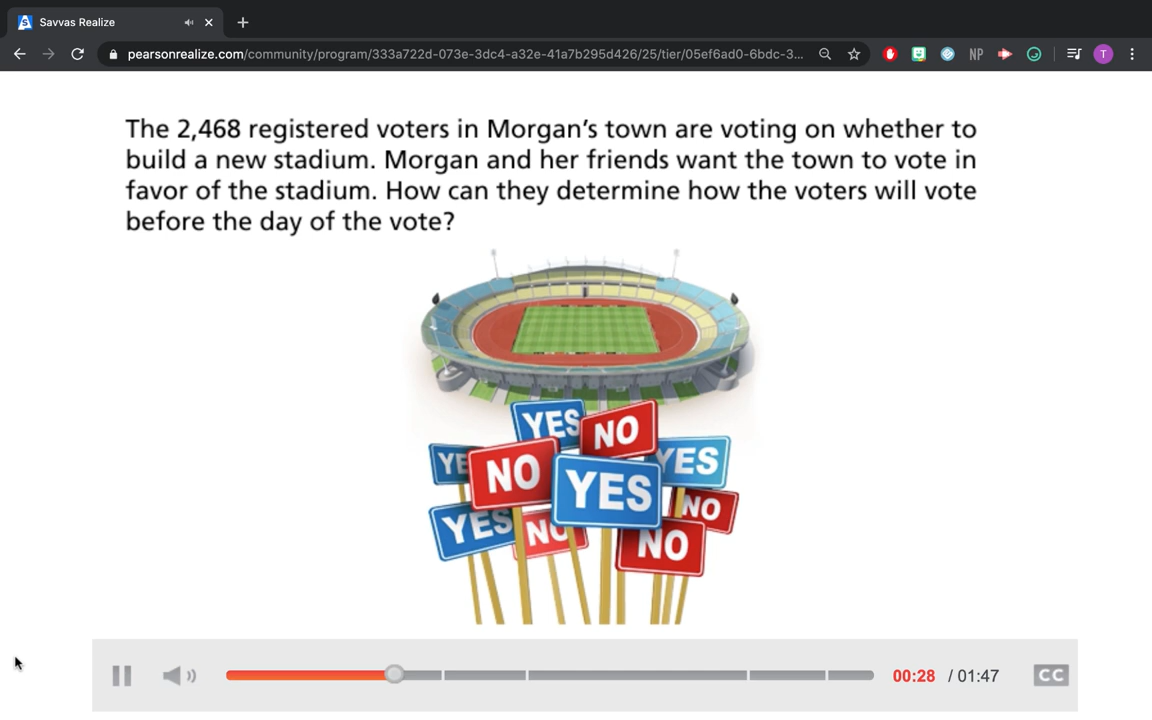 Savvas Realize
pearsonrealize.com/community/program/333a722d-073e-3dc4-a32e-41a7b295d426/25/tier/05ef6ad0-6bdc-3...
NP
T
The 2,468 registered voters in Morgan's town are voting on whether to
build a new stadium. Morgan and her friends want the town to vote in
favor of the stadium. How can they determine how the voters will vote
before the day of the vote?
YES
NO
YE
NO
YES
YES
NO
YES
NO
NO
00:28 / 01:47
CC